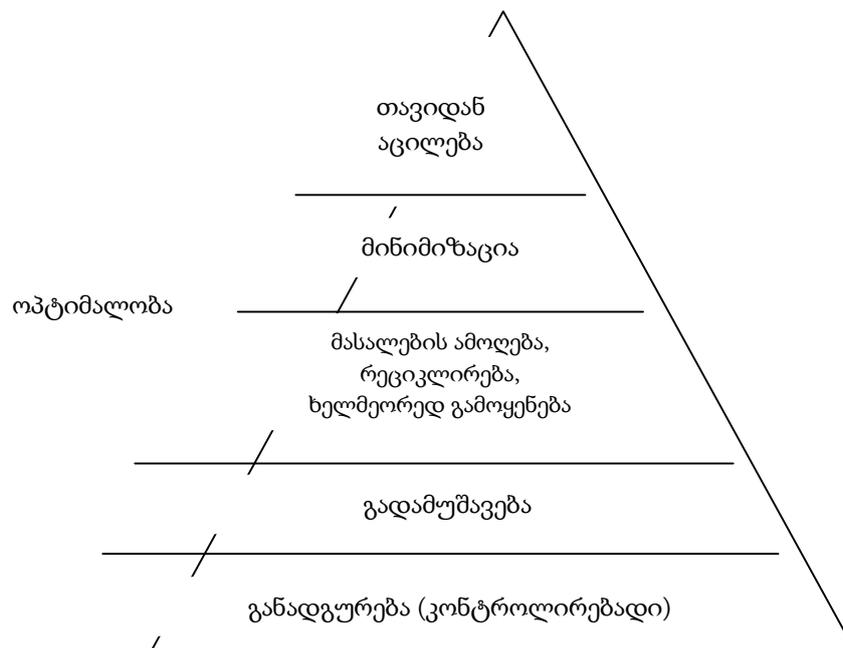 თავიდან
აცილება
მინიმიზაცია
ოპტიმალობა
მასალების ამოღება,
რეციკლირება,
ხელმეორედ გამოყენება
გადამუშავება
განადგურება (კონტროლირებადი)